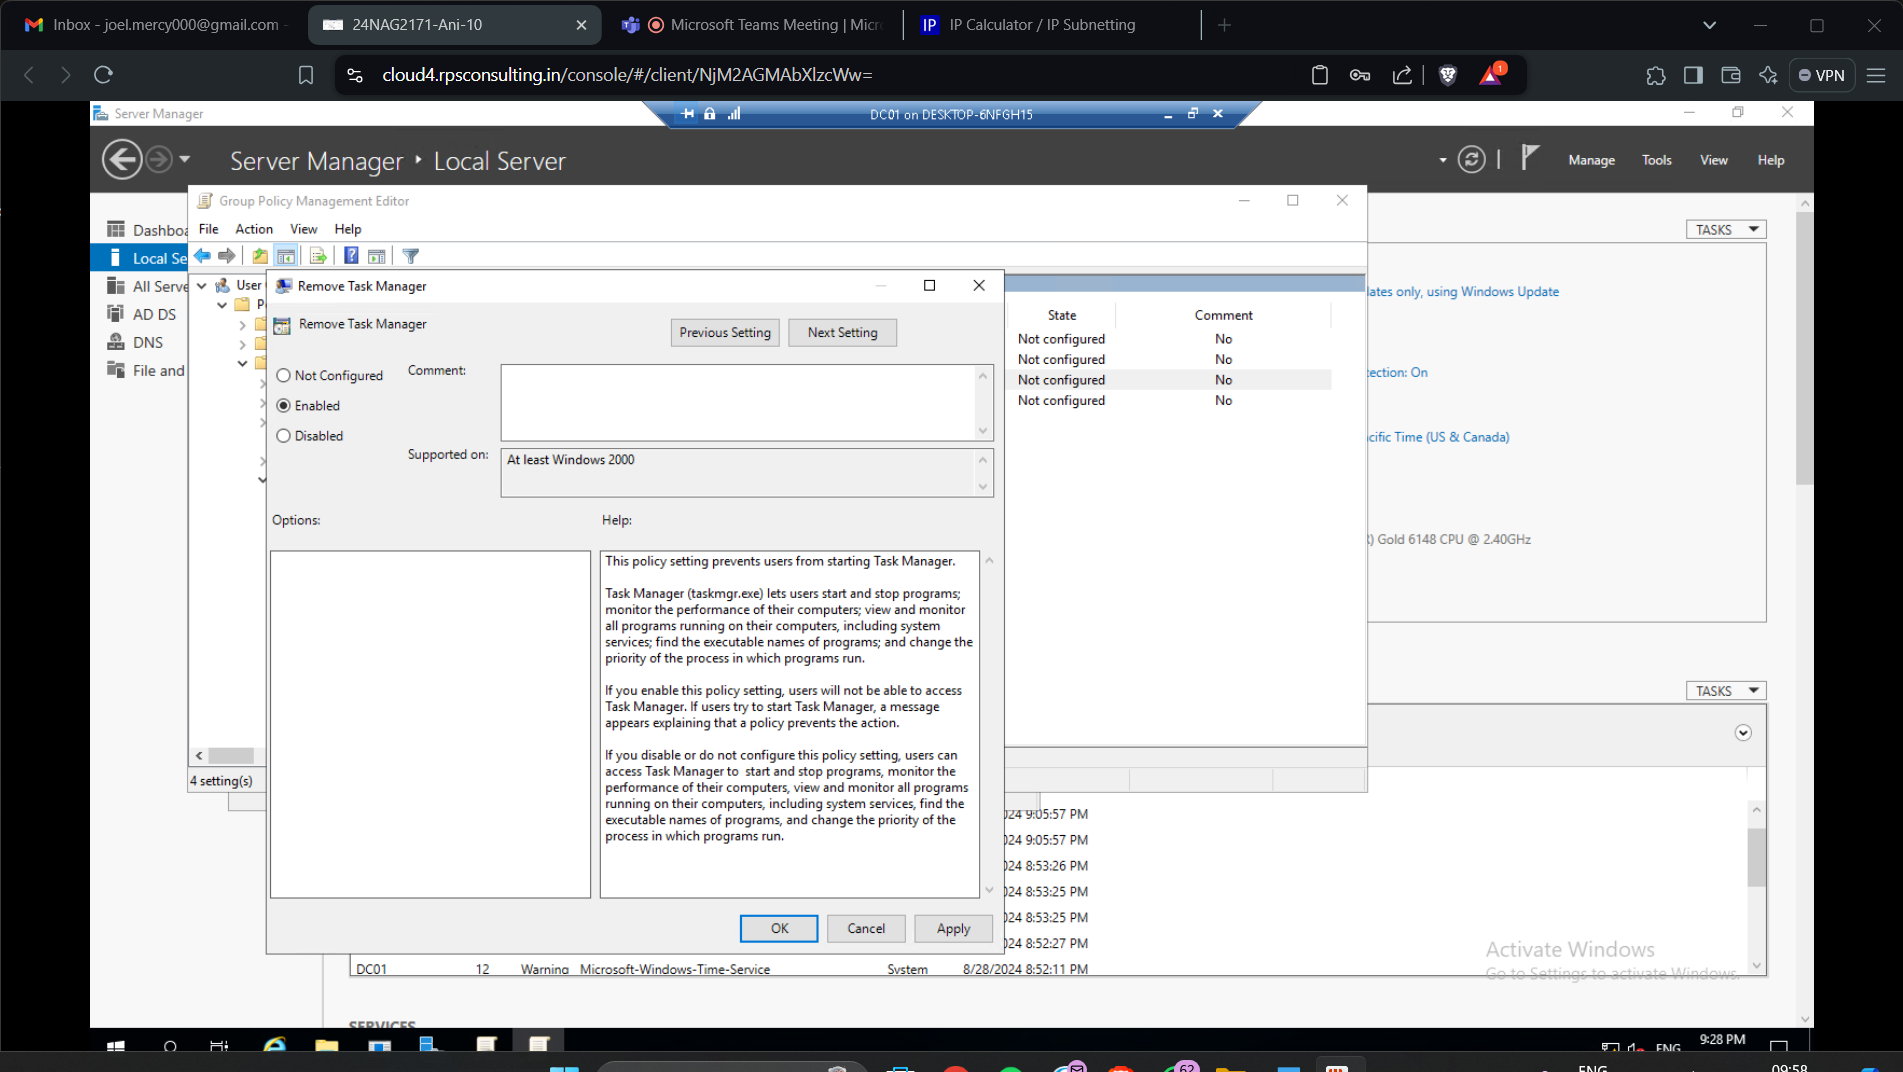 Inbox - joel.mercy000@gmail.com
24NAG2171-Ani-10
Microsoft Teams Meeting | Micr
IP IP Calculator / IP Subnetting
cloud4.rpsconsulting.in/console/#/client/NjM2AGMAbXlzcWw=
1
VPN
Server Manager
DC01 on DESKTOP-6NFGH15
Server Manager
Local Server
Manage Tools View Help
Group Policy Management Editor
File Action View Help
Dashboa
Local Se
All Serve
AD DS
DNS
File and
TASKS
User
P
Remove Task Manager
Remove Task Manager
Previous Setting
Next Setting
Not Configured
Enabled
Disabled
Comment:
Supported on:
At least Windows 2000
Options:
Help:
This policy setting prevents users from starting Task Manager.
Task Manager (taskmgr.exe) lets users start and stop programs;
monitor the performance of their computers; view and monitor
all programs running on their computers, including system
services; find the executable names of programs; and change the
priority of the process in which programs run.
If you enable this policy setting, users will not be able to access
Task Manager. If users try to start Task Manager, a message
appears explaining that a policy prevents the action.
If you disable or do not configure this policy setting, users can
access Task Manager to  start and stop programs, monitor the
performance of their computers, view and monitor all programs
running on their computers, including system services, find the
executable names of programs, and change the priority of the
process in which programs run.
OK
Cancel
Apply
State Comment
Not configured No
Not configured No
Not configured No
Not configured No
lates only, using Windows Update
tection: On
cific Time (US & Canada)
) Gold 6148 CPU @ 2.40GHz
TASKS
4 setting(s)
024 9:05:57 PM
024 9:05:57 PM
024 8:53:26 PM
024 8:53:25 PM
024 8:53:25 PM
024 8:52:27 PM
DC01 12 Warning Microsoft-Windows-Time-Service System 8/28/2024 8:52:11 PM
Activate Windows
Go to Settings to activate Windows.
SERVICES
ENG
9:28 PM
62
ENG
09:58